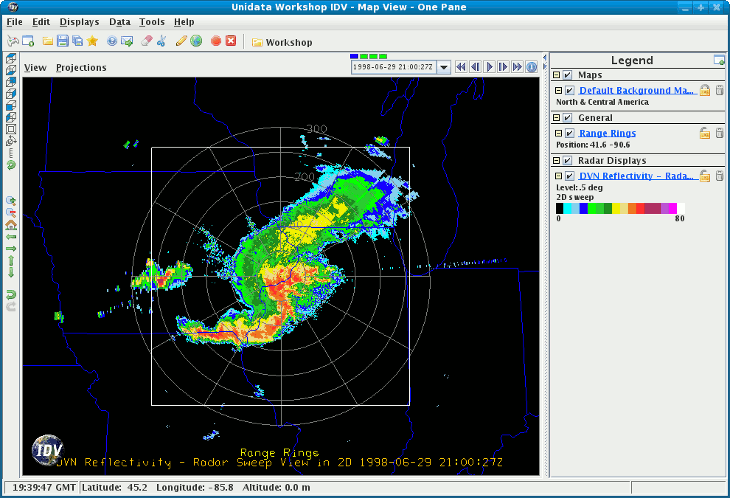 Unidata Workshop IDV - Map View - One Pane
File Edit Displays Data Tools Help
Workshop
View Projections
1998-06-29 21:00:27Z
300
200
IDV
Range Rings
DVN Reflectivity - Radar Sweep View in 2D 1998-06-29 21:00:27Z
Legend
Maps
Default Background Ma...
North & Central America
General
Range Rings
Position: 41.6 -90.6
Radar Displays
DVN Reflectivity - Rada...
Level: .5 deg
2D sweep
0 80
19:39:47 GMT Latitude: 45.2 Longitude: -85.8 Altitude: 0.0 m